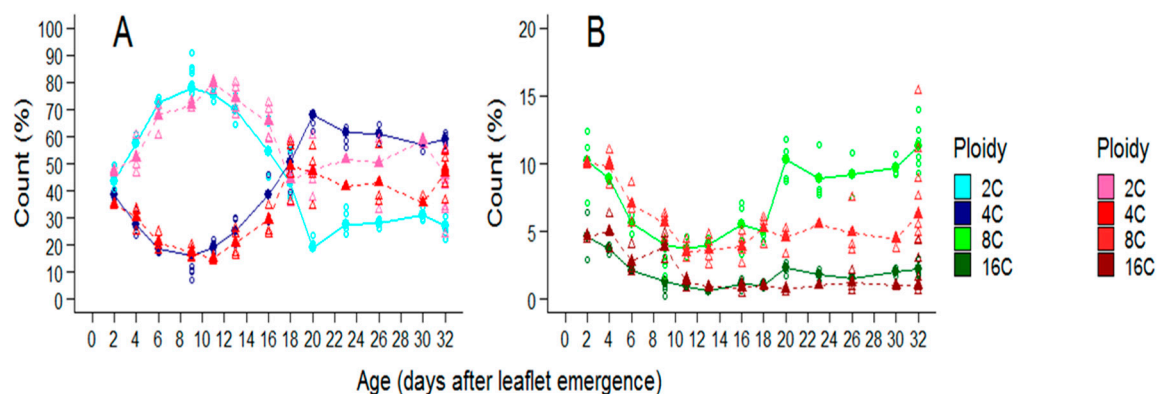 A
B
Count (%)
100
90
80
70
60
50
40
30
20
10
0
0 2 4 6 8 10 12 14 16 18 20 22 24 26 28 30 32
Count (%)
20
15
10
5
0
0 2 4 6 8 10 12 14 16 18 20 22 24 26 28 30 32
Age (days after leaflet emergence)
Ploidy
2C
4C
8C
16C
Ploidy
2C
4C
8C
16C